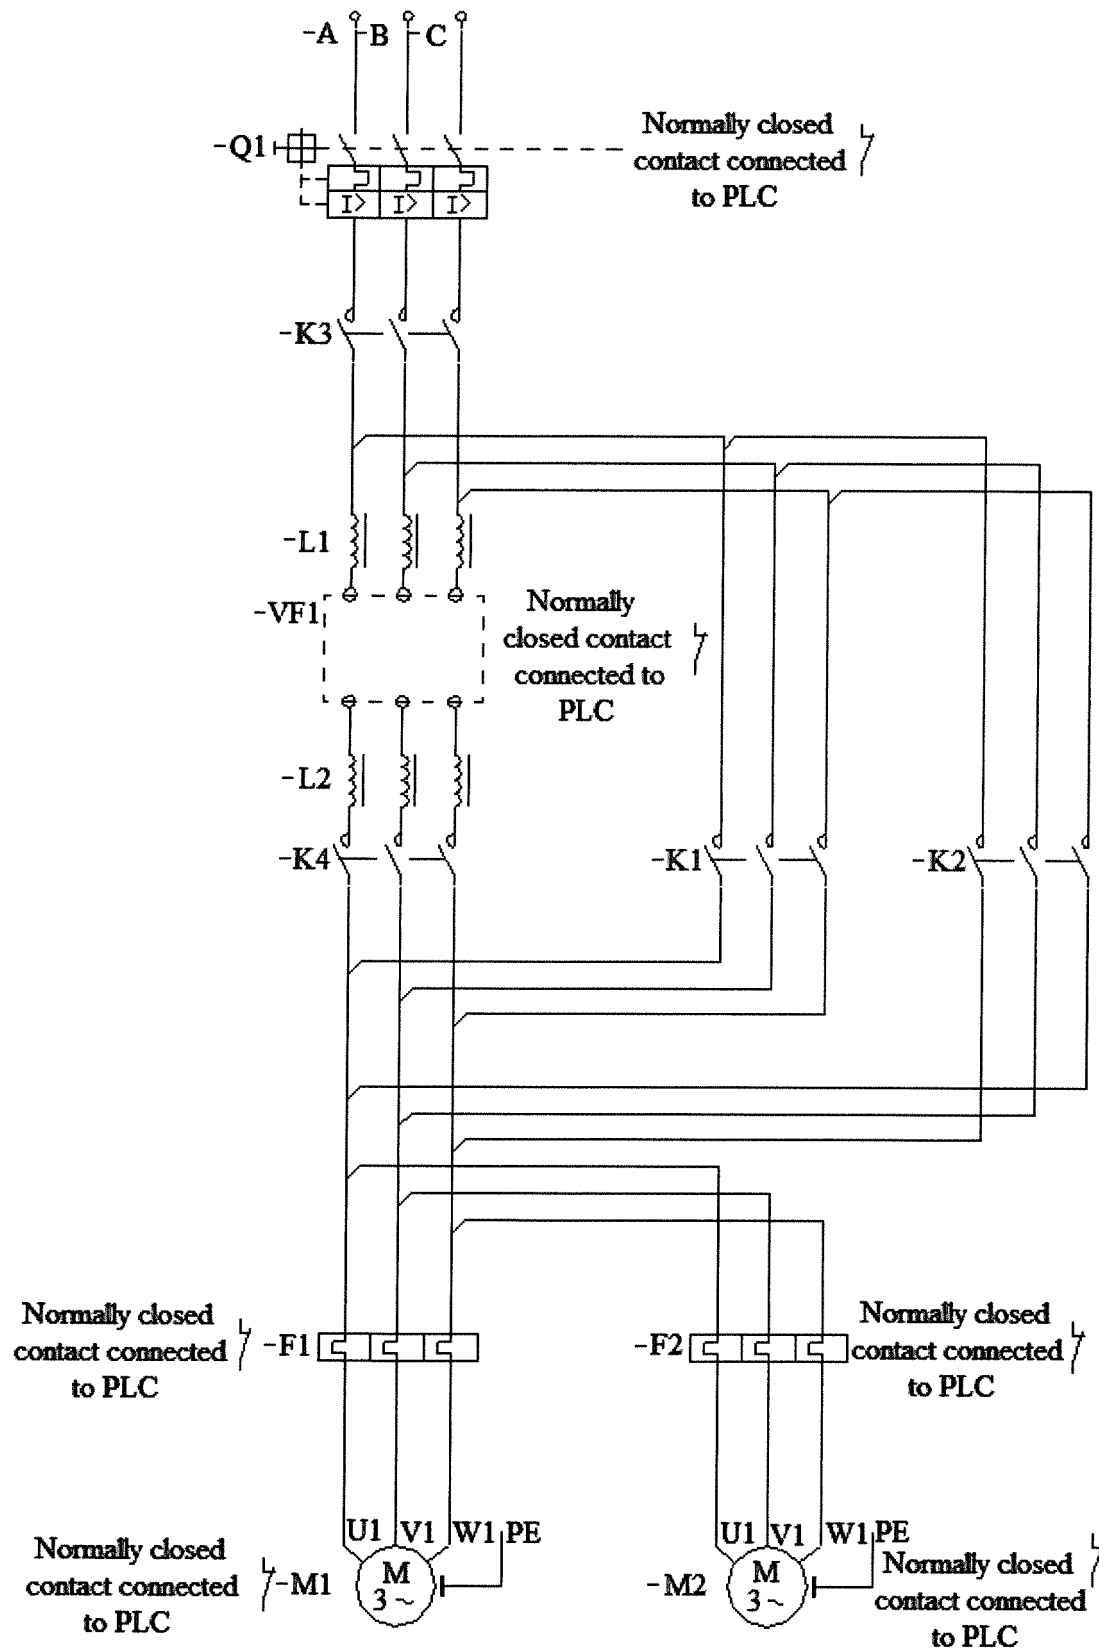 -A
B
C
-Q1
Normally closed
contact connected
to PLC
I>
I>
I>
-K3
-L1
-VF1
Normally
closed contact
connected to
PLC
-L2
-K4
-K1
-K2
Normally closed
contact connected
to PLC
-F1
-F2
Normally closed
contact connected
to PLC
U1
V1
W1
PE
U1
V1
W1
PE
Normally closed
contact connected
to PLC
-M1
M
3 ~
-M2
M
3 ~
Normally closed
contact connected
to PLC